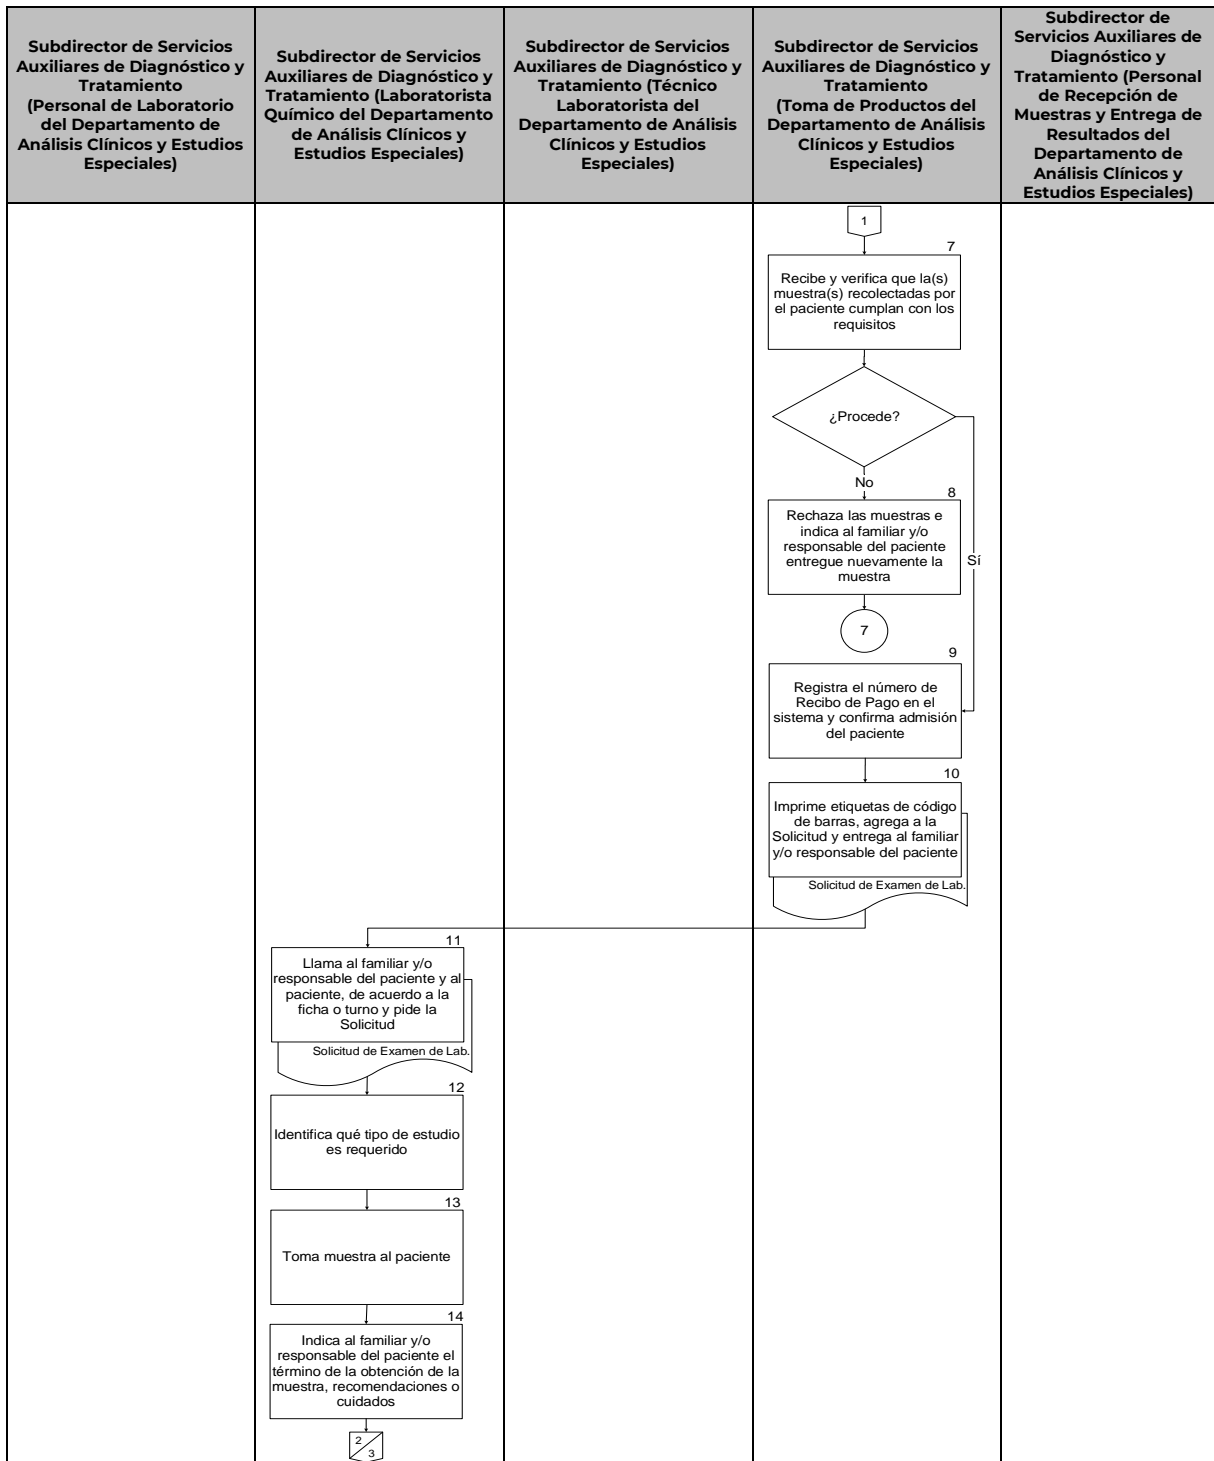 Subdirector de Servicios
Auxiliares de Diagnóstico y
Tratamiento
(Personal de Laboratorio
del Departamento de
Análisis Clínicos y Estudios
Especiales)
Subdirector de Servicios
Auxiliares de Diagnóstico y
Tratamiento (Laboratorista
Químico del Departamento
de Análisis Clínicos y
Estudios Especiales)
Subdirector de Servicios
Auxiliares de Diagnóstico y
Tratamiento (Técnico
Laboratorista del
Departamento de Análisis
Clínicos y Estudios
Especiales)
Subdirector de Servicios
Auxiliares de Diagnóstico y
Tratamiento
(Toma de Productos del
Departamento de Análisis
Clínicos y Estudios
Especiales)
Subdirector de
Servicios Auxiliares de
Diagnóstico y
Tratamiento (Personal
de Recepción de
Muestras y Entrega de
Resultados del
Departamento de
Análisis Clínicos y
Estudios Especiales)
1
7
Recibe y verifica que la(s)
muestra(s) recolectadas por
el paciente cumplan con los
requisitos
¿Procede?
No
8
Rechaza las muestras e
indica al familiar y/o
responsable del paciente
entregue nuevamente la
muestra
Sí
7
9
Registra el número de
Recibo de Pago en el
sistema y confirma admisión
del paciente
10
Imprime etiquetas de código
de barras, agrega a la
Solicitud y entrega al familiar
y/o responsable del paciente
Solicitud de Examen de Lab.
11
Llama al familiar y/o
responsable del paciente y al
paciente, de acuerdo a la
ficha o turno y pide la
Solicitud
Solicitud de Examen de Lab.
12
Identifica qué tipo de estudio
es requerido
13
Toma muestra al paciente
14
Indica al familiar y/o
responsable del paciente el
término de la obtención de la
muestra, recomendaciones o
cuidados
2
3